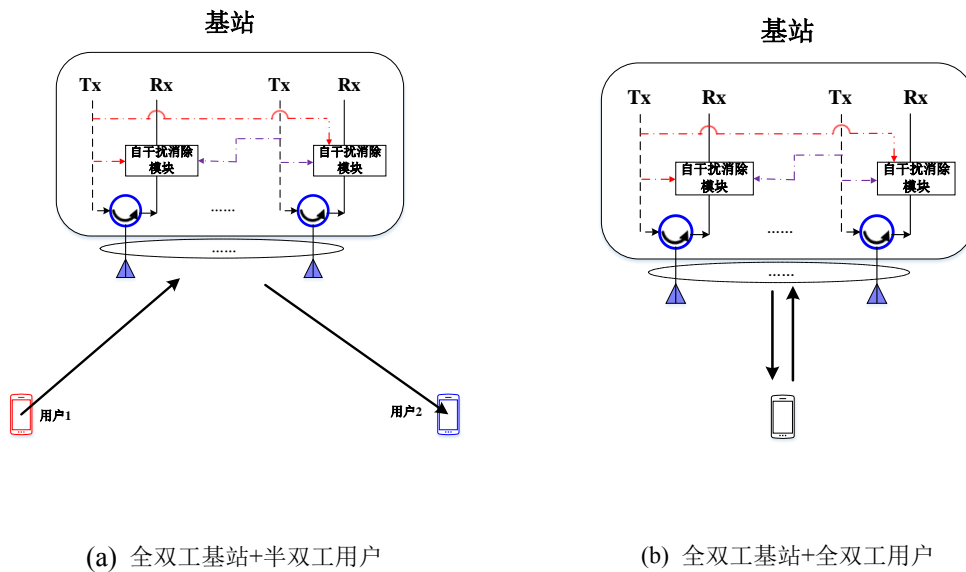 基站
Tx
Rx
Tx
Rx
自干扰消除
模块
自干扰消除
模块
......
......
用户1
用户2
(a) 全双工基站+半双工用户
基站
Tx
Rx
Tx
Rx
自干扰消除
模块
自干扰消除
模块
......
......
(b) 全双工基站+全双工用户